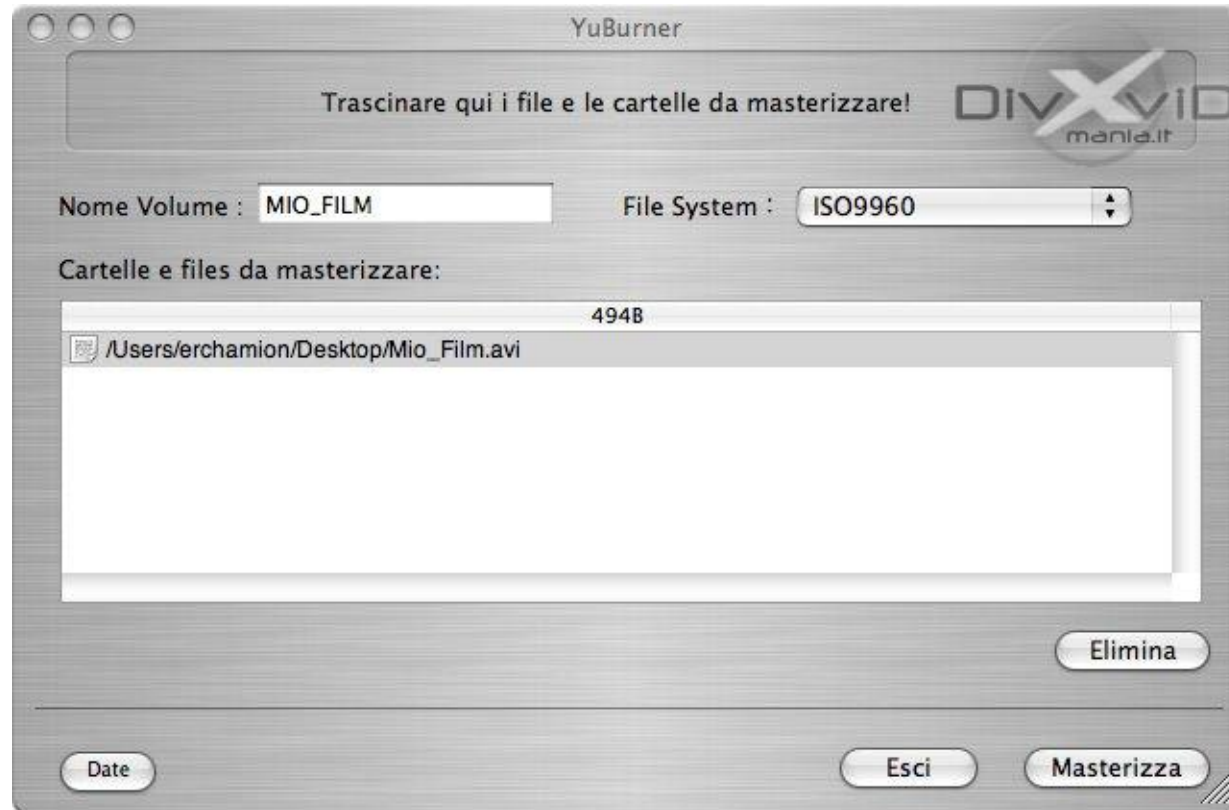 YuBurner
Trascinare qui i file e le cartelle da masterizzare!
DivXviD
mania.it
Nome Volume : MIO_FILM File System : ISO9960
Cartelle e files da masterizzare:
494B
/Users/erchamion/Desktop/Mio_Film.avi
Elimina
Date Esci Masterizza